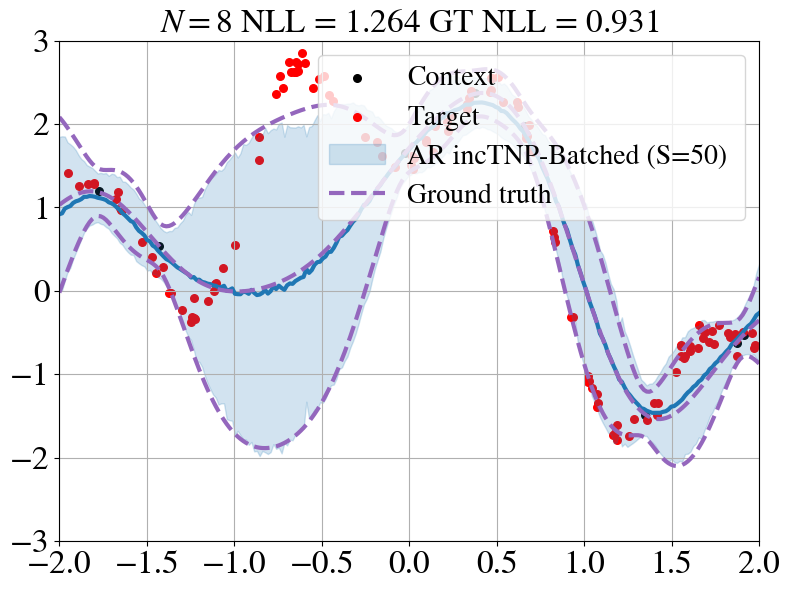 N = 8 NLL = 1.264 GT NLL = 0.931
Context
Target
AR incTNP-Batched (S=50)
Ground truth
3
2
1
0
−1
−2
−3
−2.0 −1.5 −1.0 −0.5 0.0 0.5 1.0 1.5 2.0